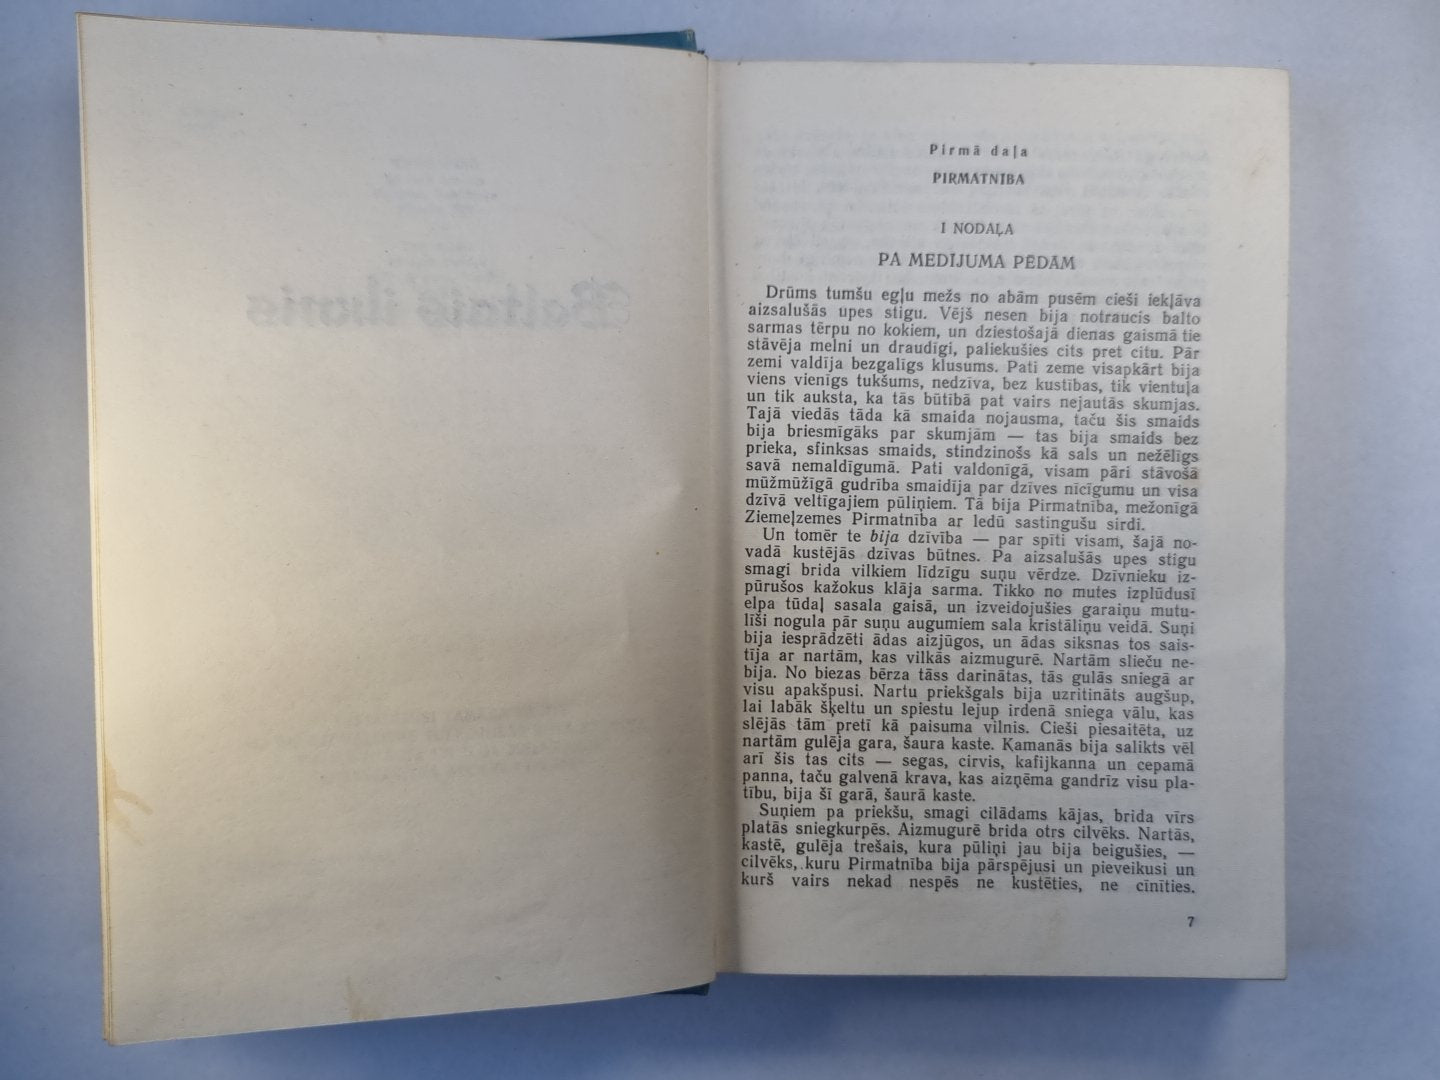 Pirmā daļa
PIRMATNĪBA
I NODAĻA
PA MEDĪJUMA PĒDĀM
Drūms tumšu egļu mežs no abām pusēm cieši iekļāva
aizsalušās upes stigu. Vējš nesen bija notraucis balto
sarmas tērpu no kokiem, un dziestošajā dienas gaismā tie
stāvēja melni un draudīgi, paliekušies cits pret citu. Pār
zemi valdīja bezgalīgs klusums. Pati zeme visapkārt bija
viens vienīgs tukšums, nedzīva, bez kustības, tik vientuļa
un tik auksta, ka tās būtībā pat vairs nejautās skumjas.
Tajā viedās tāda kā smaida nojausma, taču šis smaids
bija briesmīgāks par skumjām — tas bija smaids bez
prieka, sfinksas smaids, stindzinošs kā sals un nežēlīgs
savā nemaldīgumā. Pati valdonīgā, visam pāri stāvošā
mūžmūžīgā gudrība smaidīja par dzīves nīcīgumu un visa
dzīvā veltīgajiem pūliņiem. Tā bija Pirmatnība, mežonīgā
Ziemeļzemes Pirmatnība ar ledū sastingušu sirdi.
Un tomēr te bija dzīvība — par spīti visam, šajā no-
vadā kustējās dzīvas būtnes. Pa aizsalušās upes stigu
smagi brida vilkiem līdzīgu suņu vērdze. Dzīvnieku iz-
pūrušos kažokus klāja sarma. Tikko no mutes izplūdusī
elpa tūdaļ sasala gaisā, un izveidojušies garaiņu mutu-
līši nogula pār suņu augumiem sala kristāliņu veidā. Suņi
bija iesprādzēti ādas aizjūgos, un ādas siksnas tos sais-
tīja ar nartām, kas vilkās aizmugurē. Nartām slieču ne-
bija. No biezas bērza tāss darinātas, tās gulās sniegā ar
visu apakšpusi. Nartu priekšgals bija uzritināts augšup,
lai labāk šķeltu un spiestu lejup irdenā sniega vālu, kas
slējās tām pretī kā paisuma vilnis. Cieši piesaitēta, uz
nartām gulēja gara, šaura kaste. Kamanās bija salikts vēl
arī šis tas cits — segas, cirvis, kafijkanna un cepamā
panna, taču galvenā krava, kas aizņēma gandrīz visu pla-
tību, bija šī garā, šaurā kaste.
Suņiem pa priekšu, smagi cilādams kājas, brida vīrs
platās sniegkurpēs. Aizmugurē brida otrs cilvēks. Nartās,
kastē, gulēja trešais, kura pūliņi jau bija beigušies, —
cilvēks, kuru Pirmatnība bija pārspējusi un pieveikusi un
kurš vairs nekad nespēs ne kustēties, ne cīnīties.
7